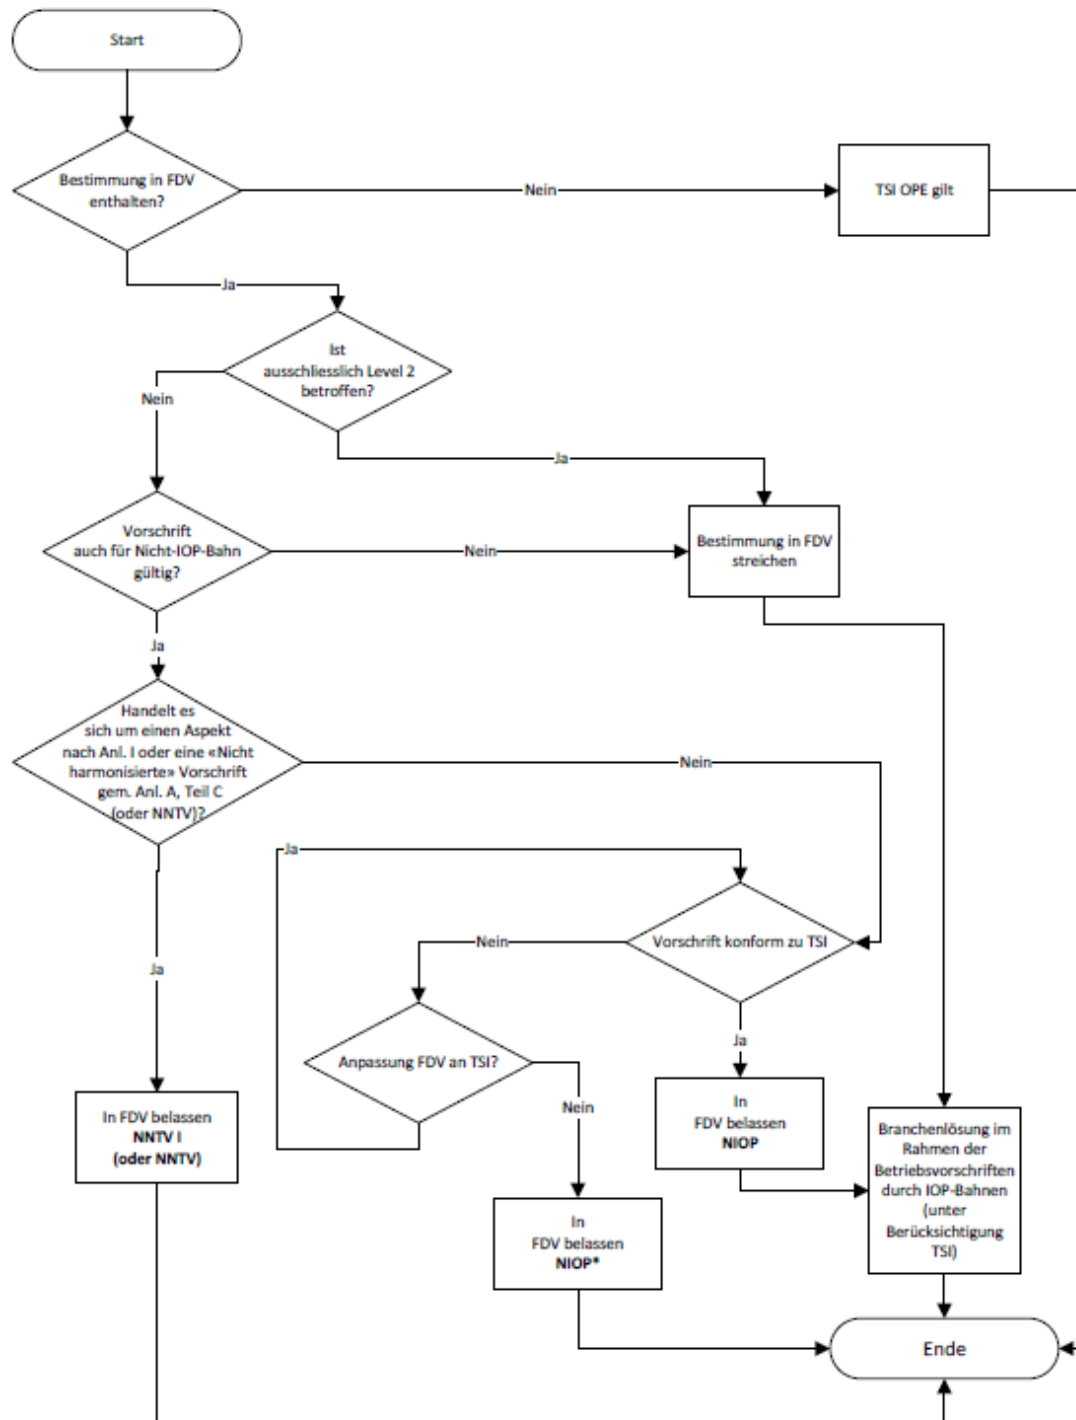 Start
Bestimmung in FDV
enthalten?
Nein
TSI OPE gilt
Ja
Ist
ausschliesslich Level 2
betroffen?
Nein
Ja
Vorschrift
auch für Nicht-IOP-Bahn
gültig?
Nein
Bestimmung in FDV
streichen
Ja
Handelt es
sich um einen Aspekt
nach Anl. I oder eine «Nicht
harmonisierte» Vorschrift
gem. Anl. A, Teil C
(oder NNTV)?
Nein
Ja
Vorschrift konform zu TSI
Nein
Ja
Ja
Anpassung FDV an TSI?
Nein
In FDV belassen
NNTV I
(oder NNTV)
In
FDV belassen
NIOP
Branchenlösung im
Rahmen der
Betriebsvorschriften
durch IOP-Bahnen
(unter
Berücksichtigung
TSI)
In
FDV belassen
NIOP*
Ende